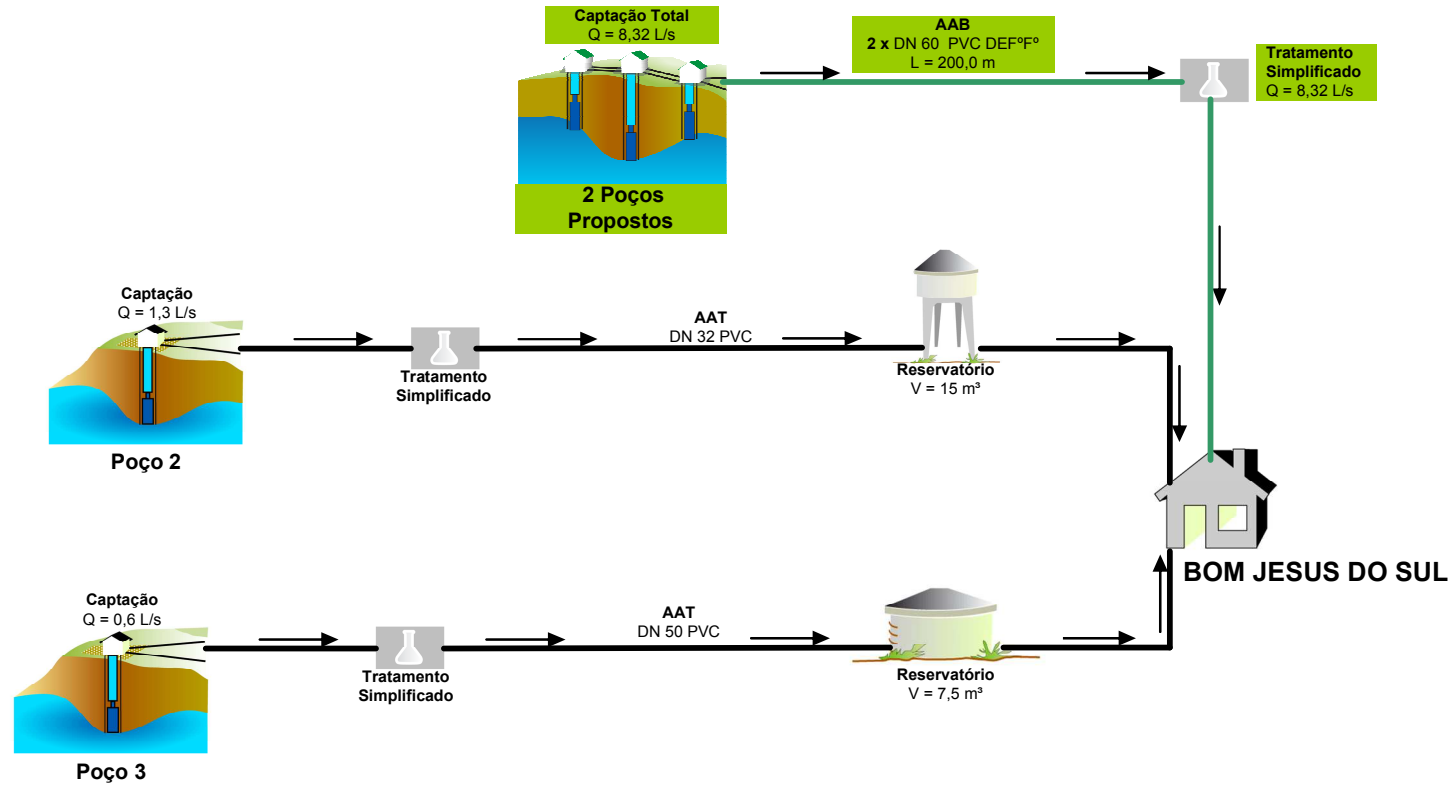 Captação Total
Q = 8,32 L/s
AAB
2 x DN 60 PVC DEFºFº
L = 200,0 m
Tratamento
Simplificado
Q = 8,32 L/s
2 Poços
Propostos
Captação
Q = 1,3 L/s
Tratamento
Simplificado
AAT
DN 32 PVC
Reservatório
V = 15 m³
Poço 2
BOM JESUS DO SUL
Captação
Q = 0,6 L/s
Tratamento
Simplificado
AAT
DN 50 PVC
Reservatório
V = 7,5 m³
Poço 3